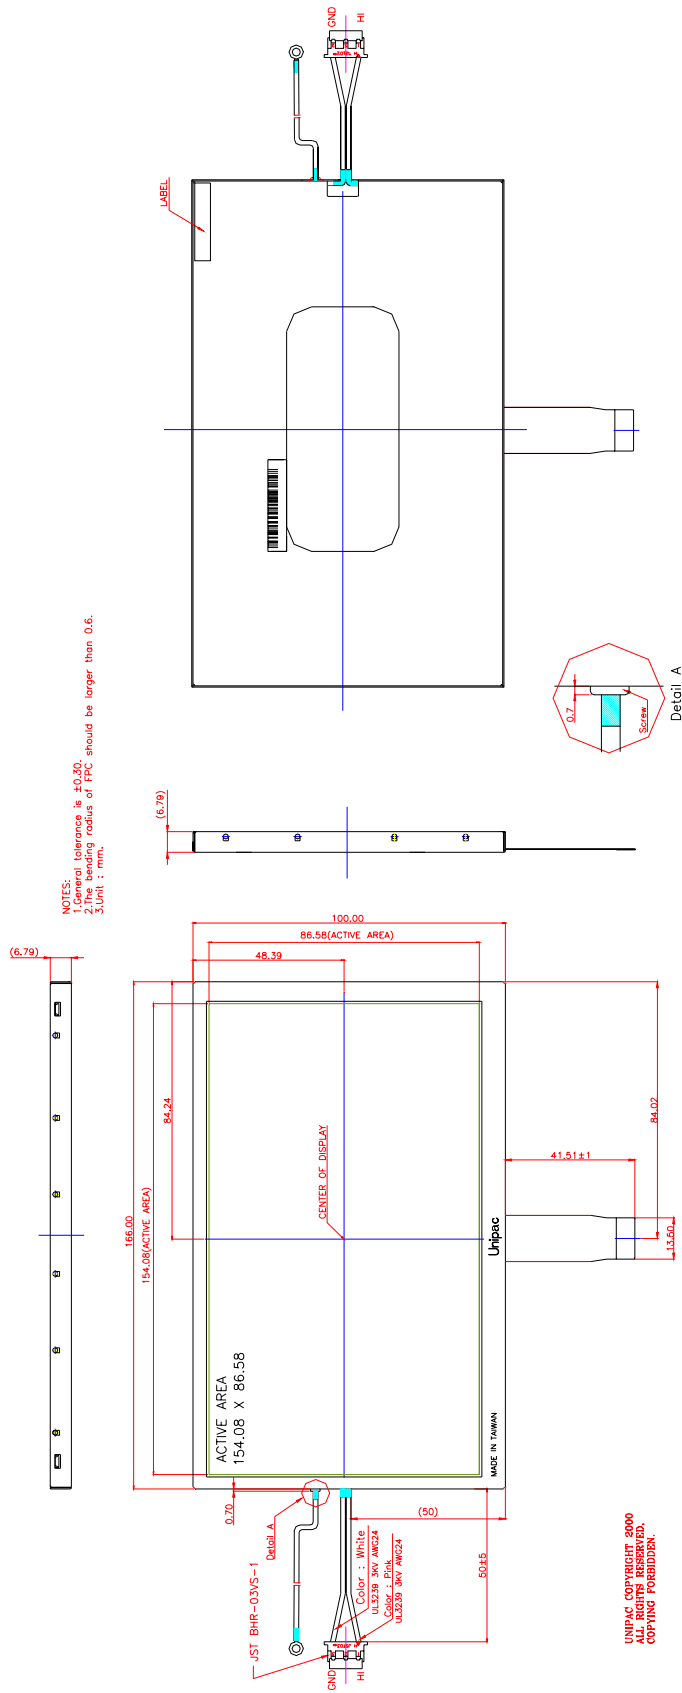 GND
HI
LABEL
NOTES:
1.General tolerance is ±0.30.
2.The bending radius of FPC should be larger than 0.6.
3.Unit : mm.
0.7
Screw
Detail A
(6.79)
(6.79)
100.00
86.58(ACTIVE AREA)
48.39
84.24
166.00
154.08(ACTIVE AREA)
CENTER OF DISPLAY
84.02
41.51±1
13.60
Unipac
ACTIVE AREA
154.08 X 86.58
MADE IN TAIWAN
0.70
Detail A
(50)
50±5
JST BHR-03VS-1
Color : White
UL3239 3KV AWG24
Color : Pink
UL3239 3KV AWG24
GND
HI
UNIPAC COPYRIGHT 2000
ALL RIGHTS RESERVED.
COPYING FORBIDDEN.